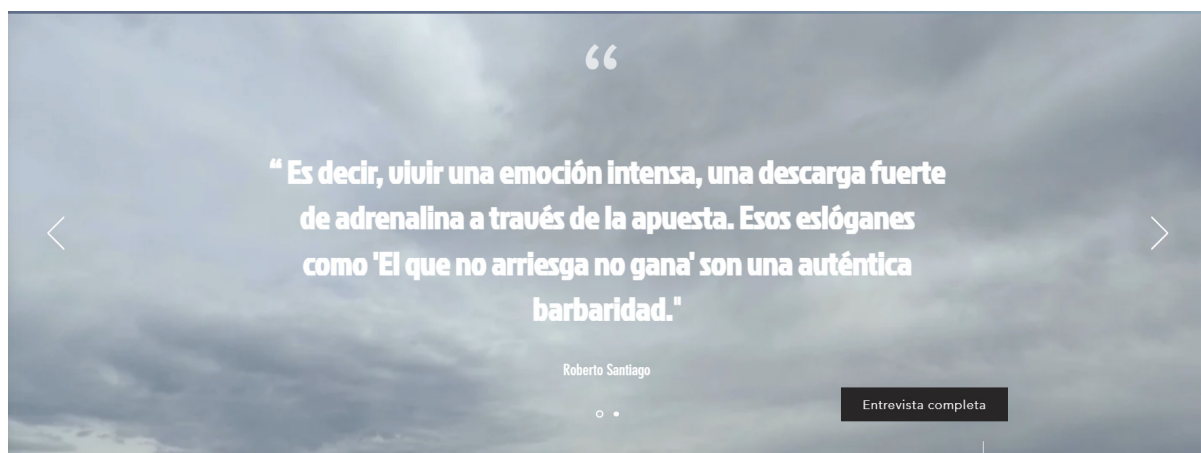 “
“ Es decir, vivir una emoción intensa, una descarga fuerte
de adrenalina a través de la apuesta. Esos eslóganes
como 'El que no arriesga no gana' son una auténtica
barbaridad."
Roberto Santiago
Entrevista completa